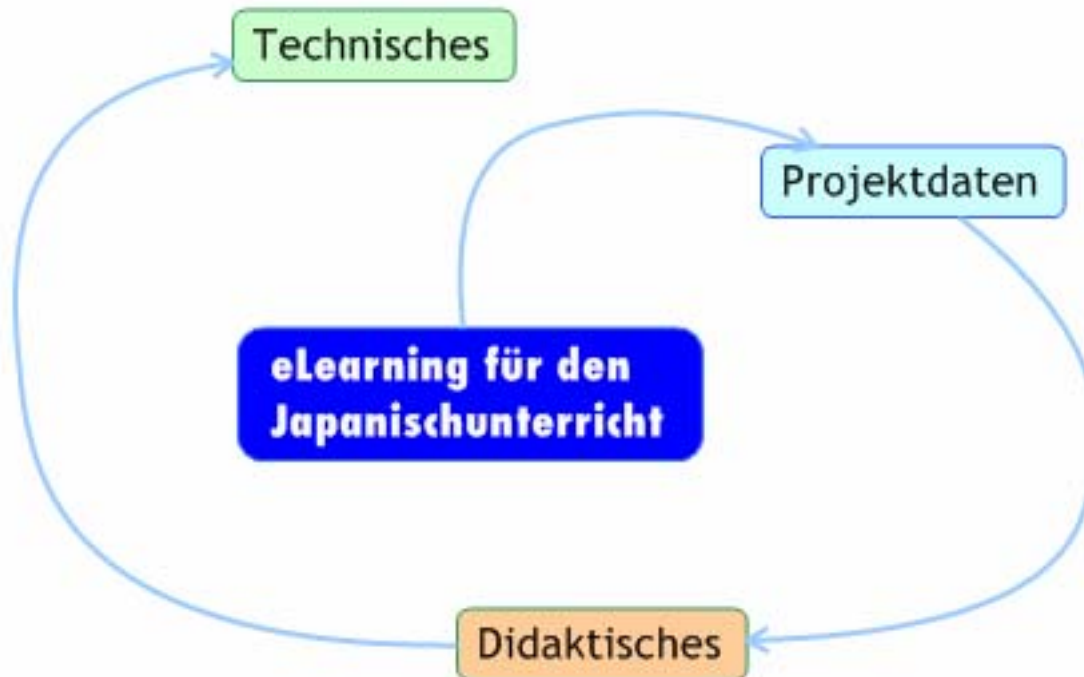 Technisches
Projektdaten
eLearning für den
Japanischunterricht
Didaktisches